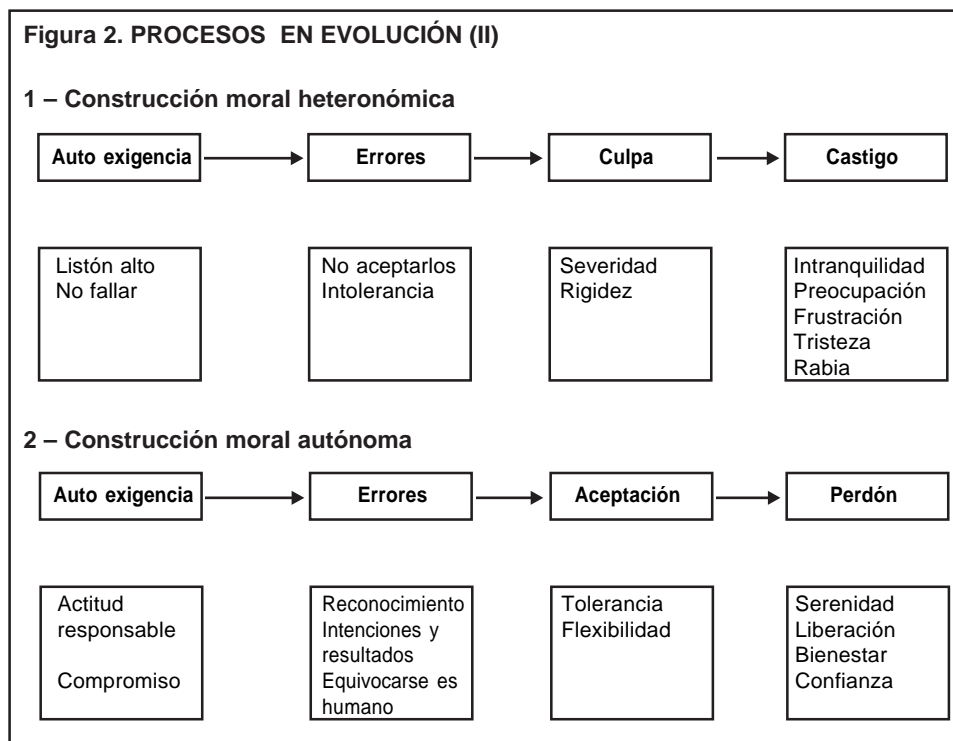 Figura 2. PROCESOS EN EVOLUCIÓN (II)
1 – Construcción moral heteronómica
Auto exigencia
Errores
Culpa
Castigo
Listón alto
No fallar
No aceptarlos
Intolerancia
Severidad
Rigidez
Intranquilidad
Preocupación
Frustración
Tristeza
Rabia
2 – Construcción moral autónoma
Auto exigencia
Errores
Aceptación
Perdón
Actitud
responsable
Compromiso
Reconocimiento
Intenciones y
resultados
Equivocarse es
humano
Tolerancia
Flexibilidad
Serenidad
Liberación
Bienestar
Confianza